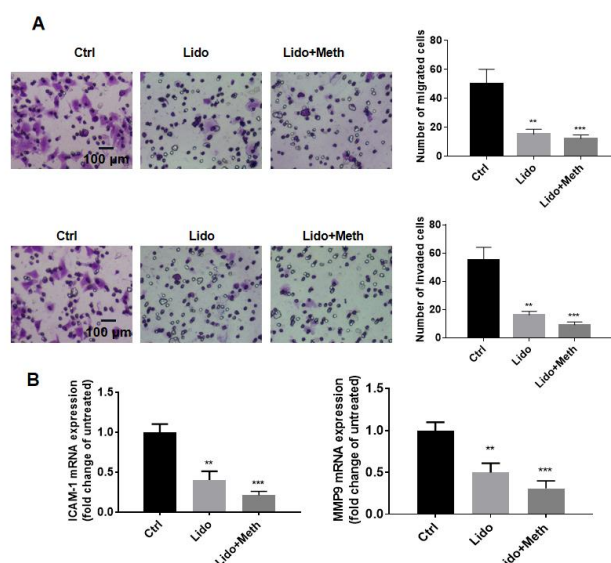 A
Ctrl Lido Lido+Meth
100 μm
Number of migrated cells
80
60
40
20
0
**
***
Ctrl
Lido
Lido+Meth
Ctrl Lido Lido+Meth
100 μm
Number of invaded cells
80
60
40
20
0
**
***
Ctrl
Lido
Lido+Meth
B
ICAM-1 mRNA expression
(fold change of untreated)
1.5
1.0
0.5
0.0
**
***
Ctrl
Lido
Lido+Meth
MMP9 mRNA expression
(fold change of untreated)
1.5
1.0
0.5
0.0
**
***
Ctrl
Lido
Lido+Meth